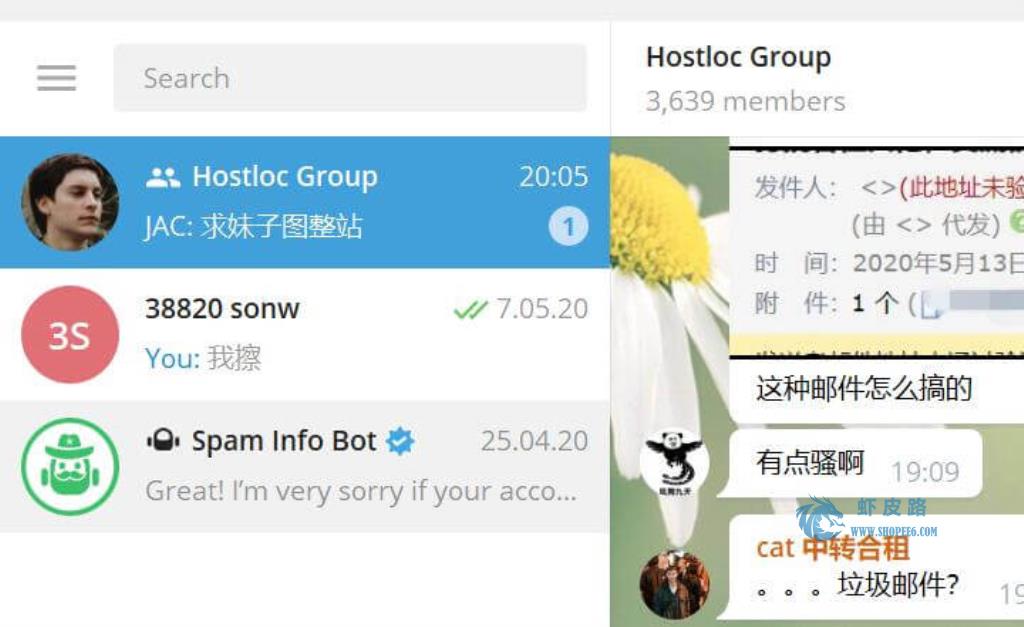 Search
Hostloc Group 20:05
JAC: 求妹子图整站 1
3S
38820 sonw 7.05.20
You: 我擦
Spam Info Bot 25.04.20
Great! I'm very sorry if your acco...
Hostloc Group
3,639 members
发件人： <>(此地址未验
(由 <> 代发)
时 间： 2020年5月13日
附 件： 1 个 (
这种邮件怎么搞的
有点骚啊 19:09
虾皮路
WWW.SHOPEE6.COM
cat 中转合租
。。。垃圾邮件? 19